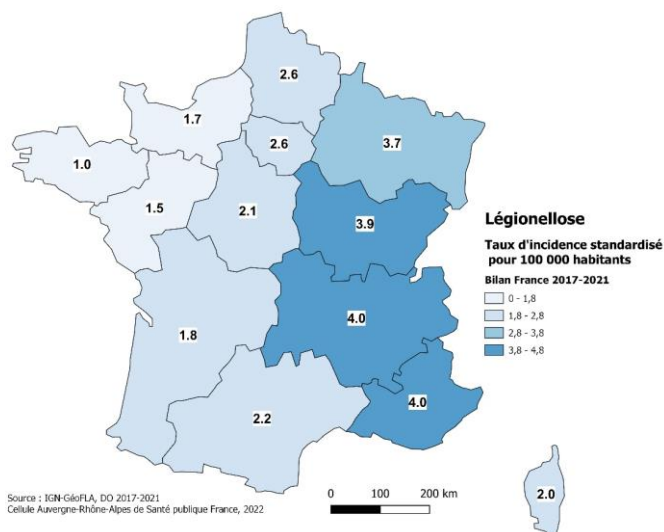 2.6
1.7
2.6
3.7
1.0
1.5
2.1
3.9
1.8
4.0
2.2
4.0
2.0
Légionellose
Taux d'incidence standardisé
pour 100 000 habitants
Bilan France 2017-2021
0 - 1,8
1,8 - 2,8
2,8 - 3,8
3,8 - 4,8
Source : IGN-GéoFLA, DO 2017-2021
Cellule Auvergne-Rhône-Alpes de Santé publique France, 2022
0 100 200 km